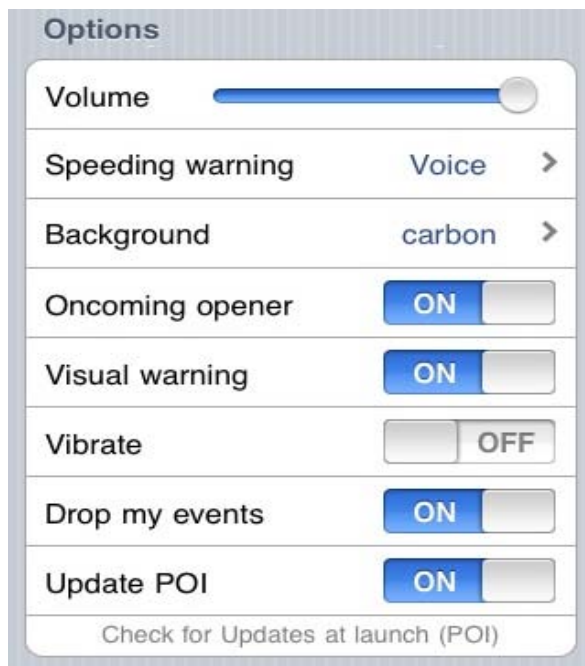 Options
Volume
Speeding warning Voice
Background carbon
Oncoming opener ON
Visual warning ON
Vibrate OFF
Drop my events ON
Update POI ON
Check for Updates at launch (POI)